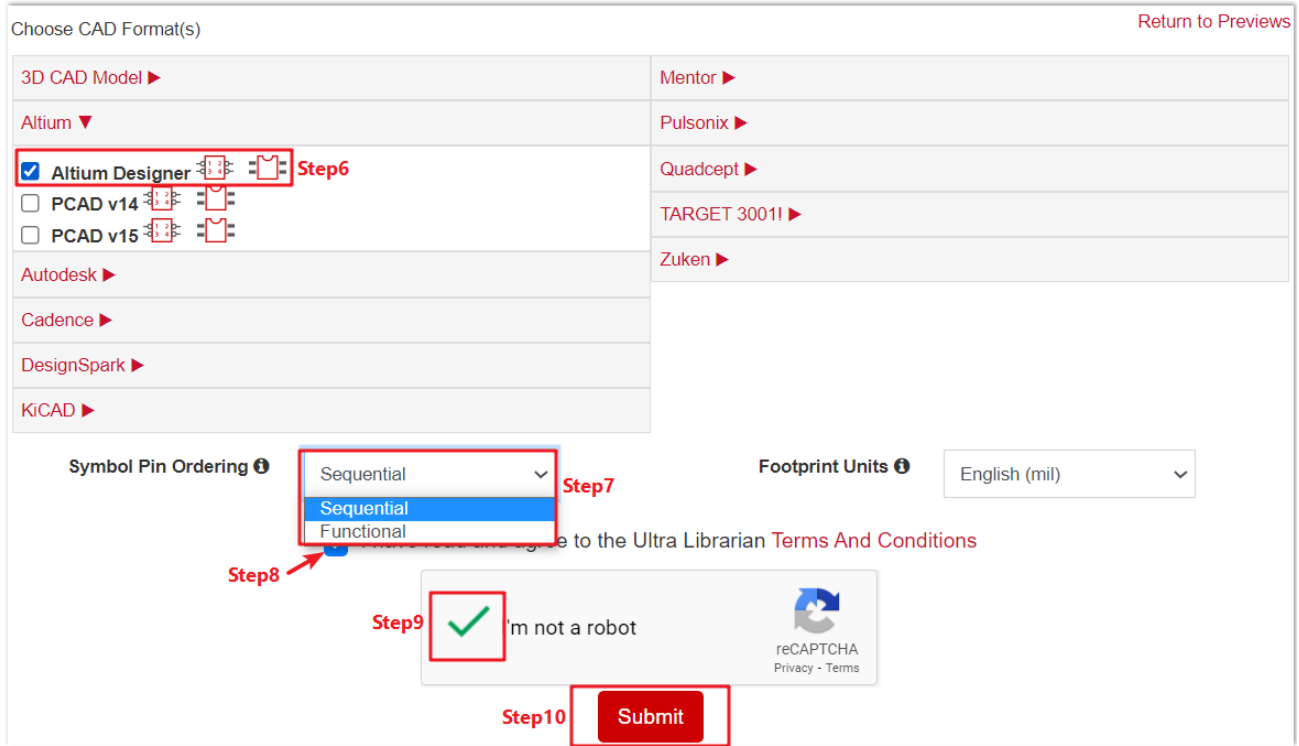 Choose CAD Format(s)
Return to Previews
3D CAD Model ▶
Altium ▼
Altium Designer
Step6
PCAD v14
PCAD v15
Autodesk ▶
Cadence ▶
DesignSpark ▶
KiCAD ▶
Mentor ▶
Pulsonix ▶
Quadcept ▶
TARGET 3001! ▶
Zuken ▶
Symbol Pin Ordering
Sequential
Step7
Sequential
Functional
Footprint Units
English (mil)
to the Ultra Librarian Terms And Conditions
Step8
Step9
I'm not a robot
reCAPTCHA
Privacy - Terms
Step10
Submit